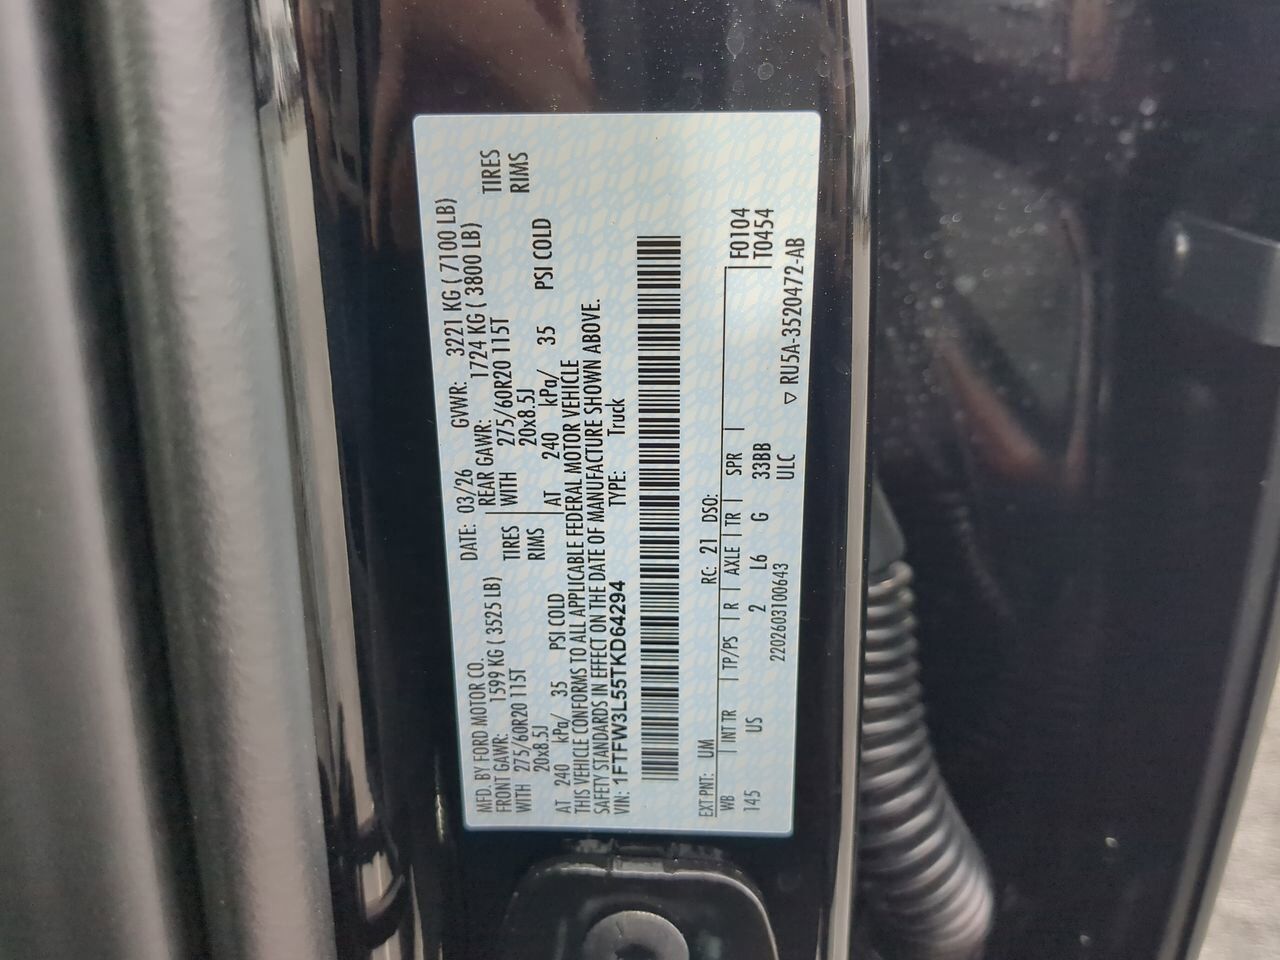 MFD. BY FORD MOTOR CO.
DATE: 03/26 GVWR: 3221 KG ( 7100 LB)
FRONT GAWR: 1599 KG ( 3525 LB) REAR GAWR: 1724 KG ( 3800 LB)
WITH 275/60R20 115T TIRES WITH 275/60R20 115T TIRES
20x8.5J RIMS 20x8.5J RIMS
AT 240 kPa/ 35 PSI COLD AT 240 kPa/ 35 PSI COLD
THIS VEHICLE CONFORMS TO ALL APPLICABLE FEDERAL MOTOR VEHICLE
SAFETY STANDARDS IN EFFECT ON THE DATE OF MANUFACTURE SHOWN ABOVE.
VIN: 1FTFW3L55TKD64294 TYPE: Truck
F0104
T0454
EXT PNT: UM RC: 21 DSO:
WB | INT TR | TP/PS | R | AXLE | TR | SPR |
145 US 2 L6 G 33BB
2202603100643 ULC
▽ RU5A-3520472-AB